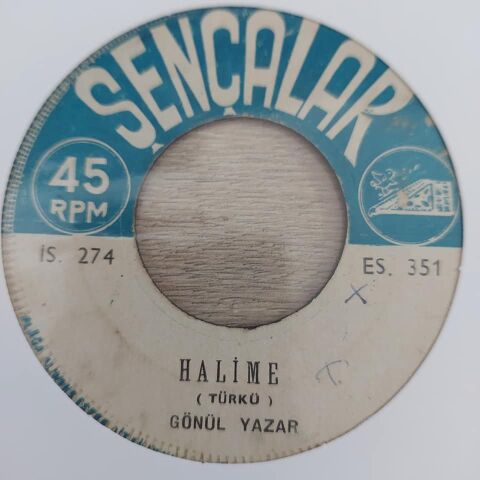 ŞENÇALAR
45
RPM
İS. 274
ES. 351
X
HALİME
( TÜRKÜ )
GÖNÜL YAZAR